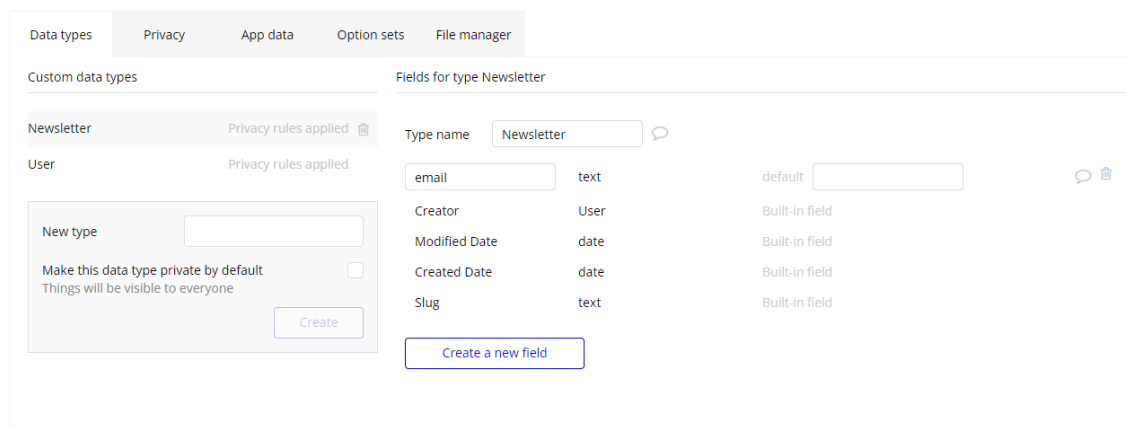 Data types Privacy App data Option sets File manager
Custom data types
Newsletter Privacy rules applied
User Privacy rules applied
New type
Make this data type private by default
Things will be visible to everyone
Create
Fields for type Newsletter
Type name Newsletter
email text default
Creator User Built-in field
Modified Date date Built-in field
Created Date date Built-in field
Slug text Built-in field
Create a new field